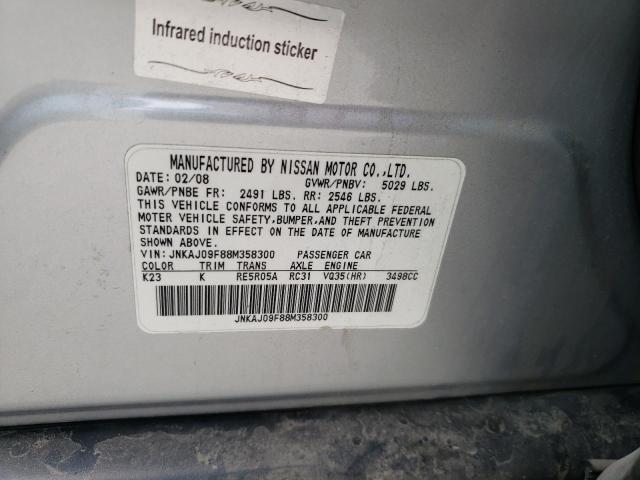 Infrared induction sticker
MANUFACTURED BY NISSAN MOTOR CO.,LTD.
DATE: 02/08 GVWR/PNBV: 5029 LBS.
GAWR/PNBE FR: 2491 LBS. RR: 2546 LBS.
THIS VEHICLE CONFORMS TO ALL APPLICABLE FEDERAL
MOTOR VEHICLE SAFETY,BUMPER,AND THEFT PREVENTION
STANDARDS IN EFFECT ON THE DATE OF MANUFACTURE
SHOWN ABOVE.
VIN:JNKAJ09F88M358300 PASSENGER CAR
COLOR TRIM TRANS AXLE ENGINE
K23 K RE5R05A RC31 VQ35(HR) 3498CC
JNKAJ09F88M358300